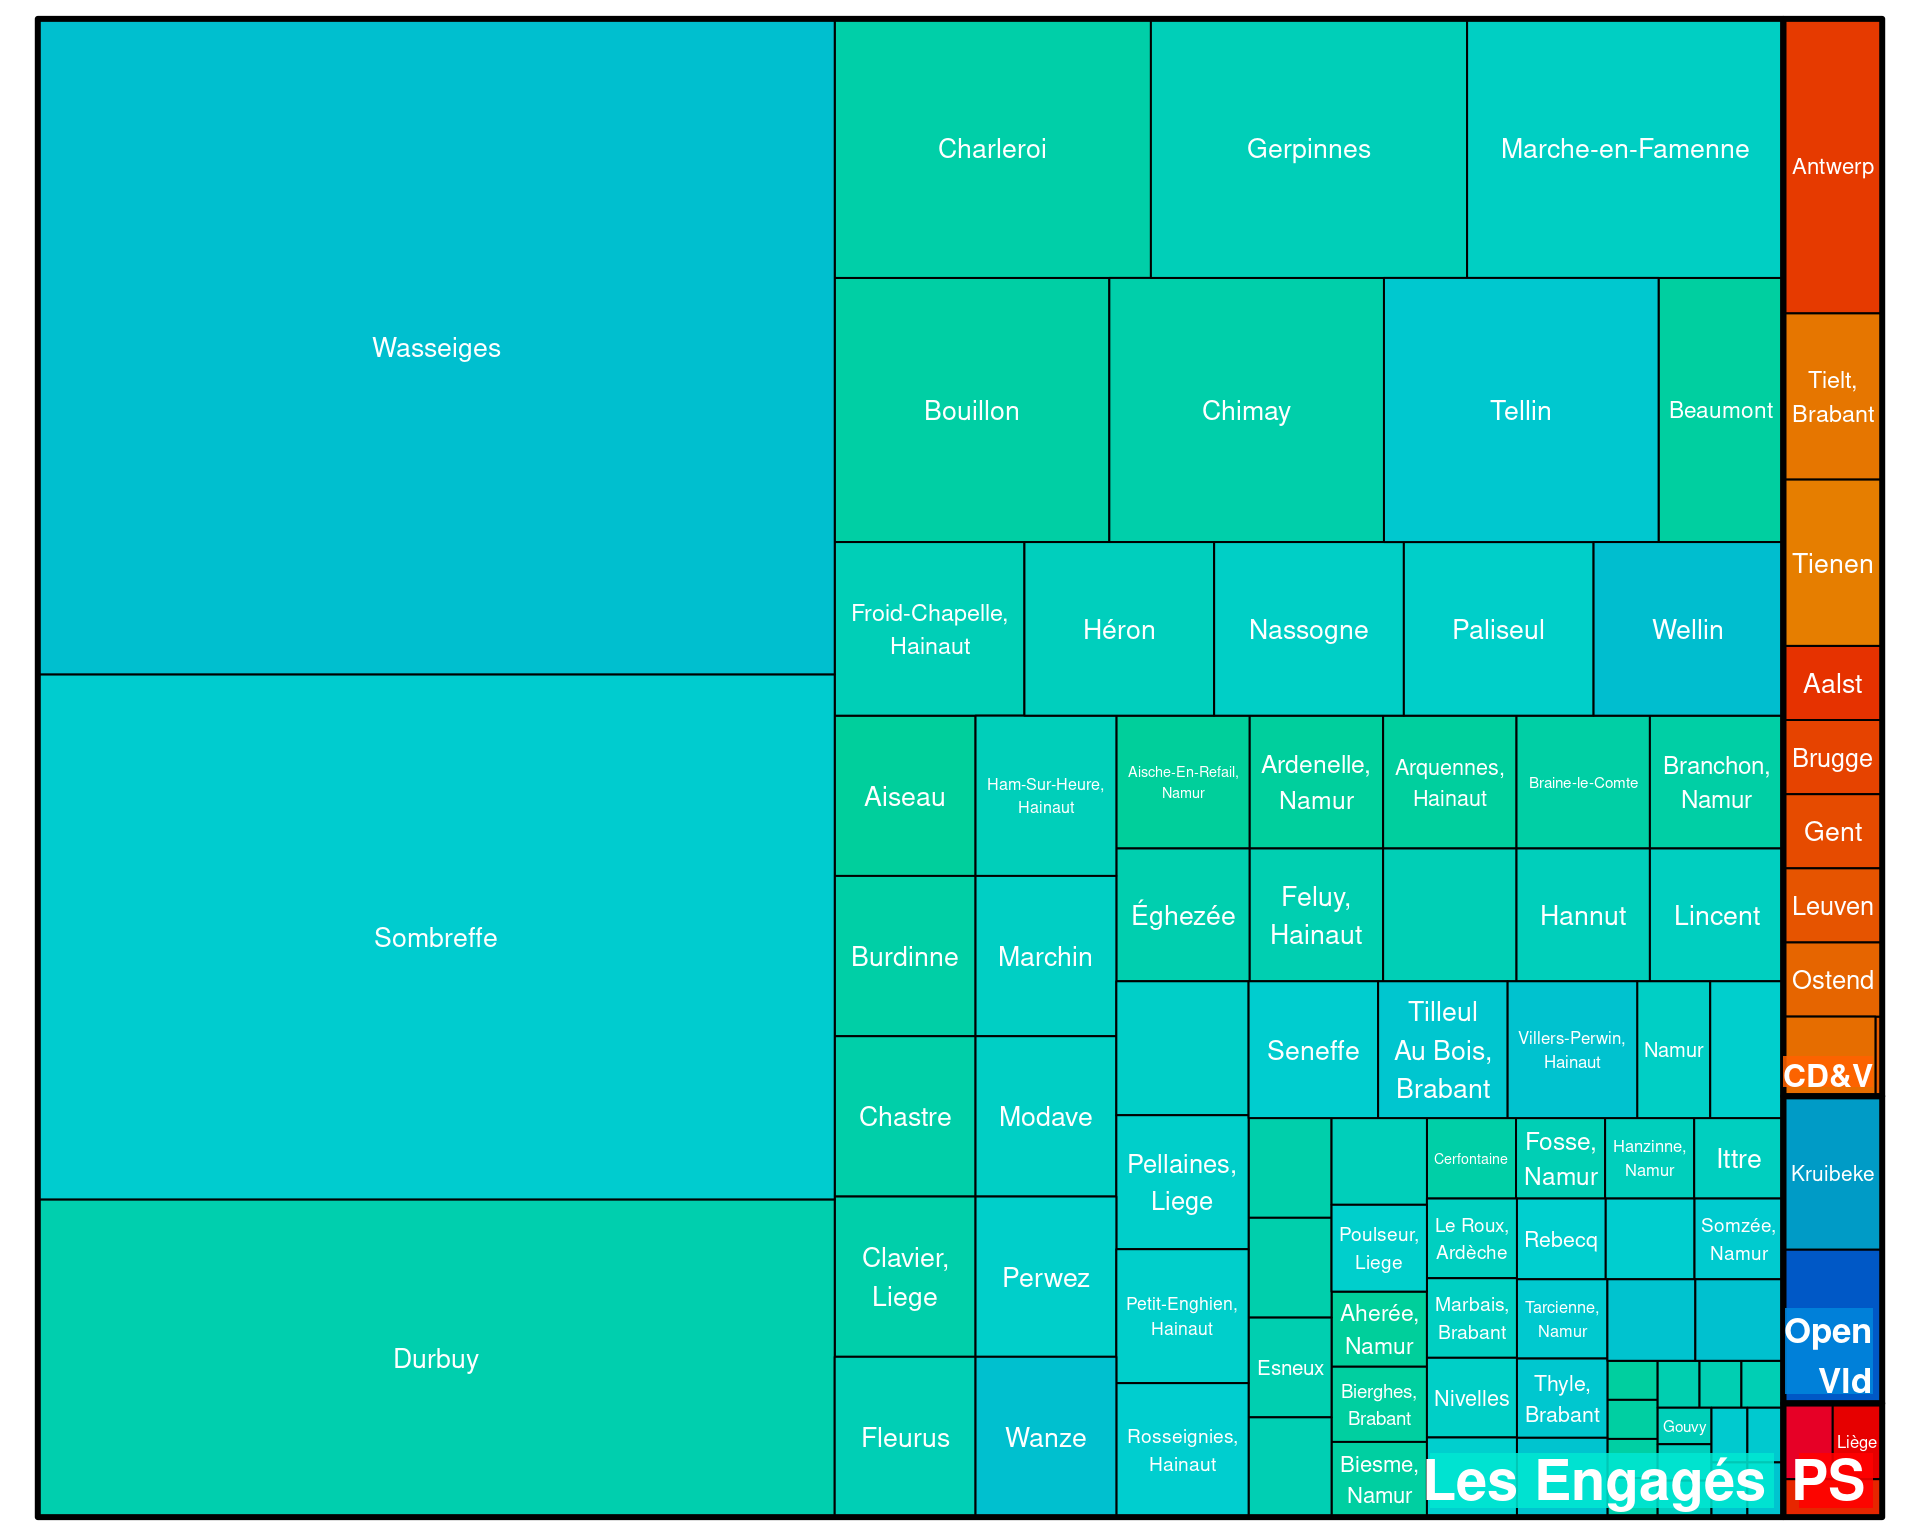 Wasseiges
Sombreffe
Durbuy
Charleroi
Gerpinnes
Marche-en-Famenne
Bouillon
Chimay
Tellin
Beaumont
Froid-Chapelle,
Hainaut
Héron
Nassogne
Paliseul
Wellin
Aiseau
Ham-Sur-Heure,
Hainaut
Burdinne
Marchin
Chastre
Modave
Clavier,
Liege
Perwez
Fleurus
Wanze
Aische-En-Refail,
Namur
Ardenelle,
Namur
Arquennes,
Hainaut
Braine-le-Comte
Branchon,
Namur
Éghezée
Feluy,
Hainaut
Hannut
Lincent
Pellaines,
Liege
Petit-Enghien,
Hainaut
Rosseignies,
Hainaut
Seneffe
Tilleul
Au Bois,
Brabant
Villers-Perwin,
Hainaut
Namur
Esneux
Poulseur,
Liege
Aherée,
Namur
Bierghes,
Brabant
Biesme,
Namur
Cerfontaine
Fosse,
Namur
Hanzinne,
Namur
Ittre
Le Roux,
Ardèche
Rebecq
Somzée,
Namur
Marbais,
Brabant
Tarcienne,
Namur
Nivelles
Thyle,
Brabant
Gouvy
Les Engagés
Antwerp
Tielt,
Brabant
Tienen
Aalst
Brugge
Gent
Leuven
Ostend
CD&V
Kruibeke
Open
Vld
Liège
PS